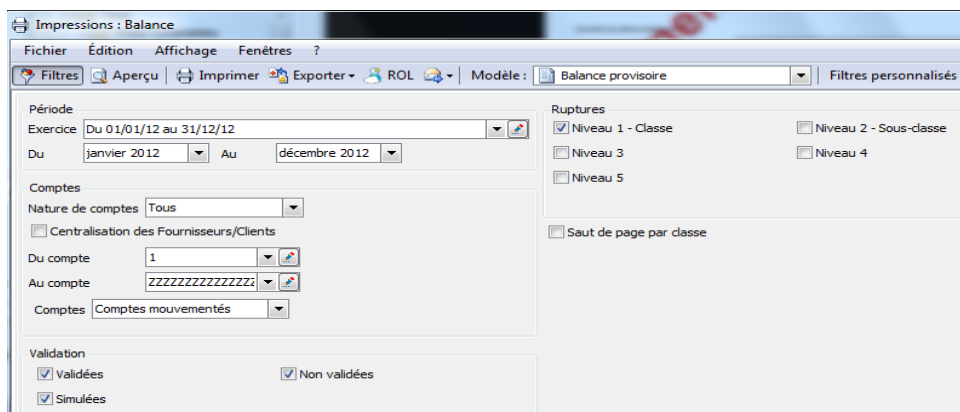 Impressions : Balance
Fichier Édition Affichage Fenêtres ?
Filtres Aperçu Imprimer Exporter ROL Modèle : Balance provisoire Filtres personnalisés
Période
Exercice Du 01/01/12 au 31/12/12
Du janvier 2012 Au décembre 2012
Comptes
Nature de comptes Tous
Centralisation des Fournisseurs/Clients
Du compte 1
Au compte ZZZZZZZZZZZZZZZ
Comptes Comptes mouvementés
Validation
Validées Non validées
Simulées
Ruptures
Niveau 1 - Classe Niveau 2 - Sous-classe
Niveau 3 Niveau 4
Niveau 5
Saut de page par classe